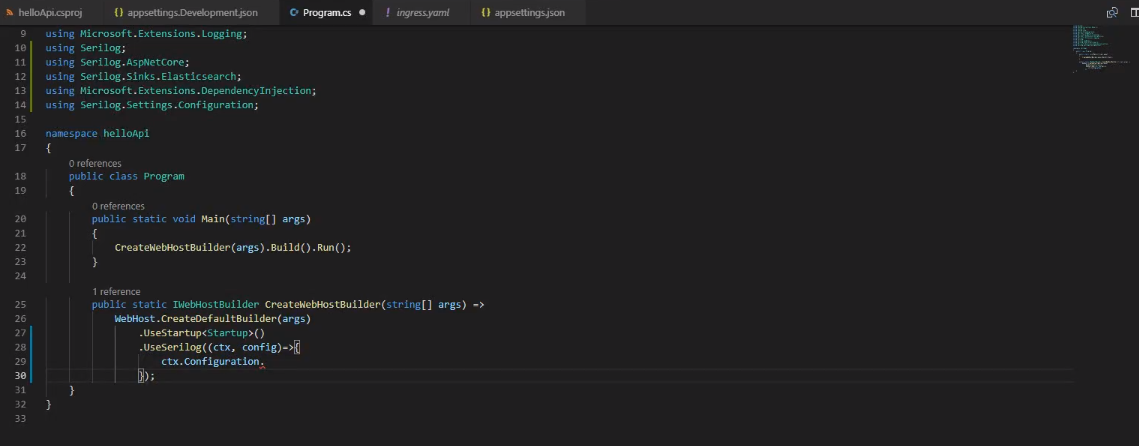 helloApi.csproj {} appsettings.Development.json C# Program.cs ● ! ingress.yaml {} appsettings.json
9 using Microsoft.Extensions.Logging;
10 using Serilog;
11 using Serilog.AspNetCore;
12 using Serilog.Sinks.Elasticsearch;
13 using Microsoft.Extensions.DependencyInjection;
14 using Serilog.Settings.Configuration;
15
16 namespace helloApi
17 {
0 references
18 public class Program
19 {
0 references
20 public static void Main(string[] args)
21 {
22 CreateWebHostBuilder(args).Build().Run();
23 }
24
1 reference
25 public static IWebHostBuilder CreateWebHostBuilder(string[] args) =>
26 WebHost.CreateDefaultBuilder(args)
27 .UseStartup<Startup>()
28 .UseSerilog((ctx, config)=>{
29 ctx.Configuration.
30 });
31 }
32 }
33